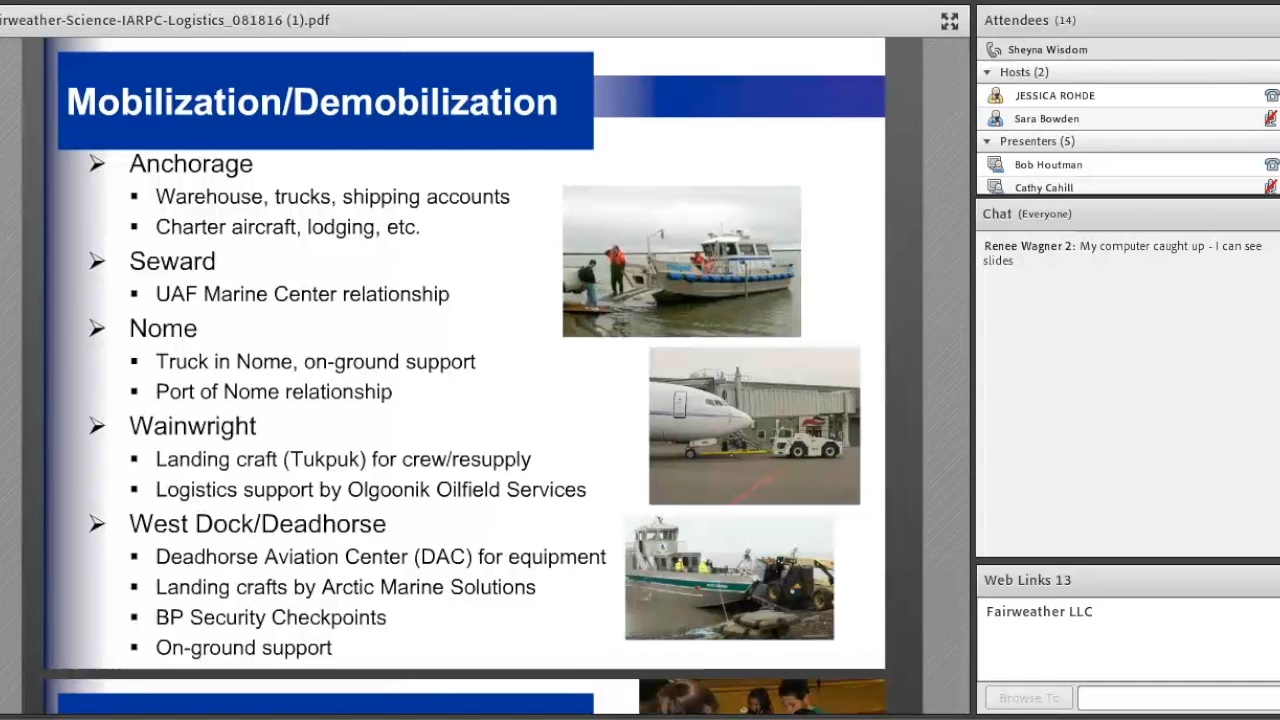 irweather-Science-IARPC-Logistics_081816 (1).pdf
Mobilization/Demobilization
Anchorage
Warehouse, trucks, shipping accounts
Charter aircraft, lodging, etc.
Seward
UAF Marine Center relationship
Nome
Truck in Nome, on-ground support
Port of Nome relationship
Wainwright
Landing craft (Tukpuk) for crew/resupply
Logistics support by Olgoonik Oilfield Services
West Dock/Deadhorse
Deadhorse Aviation Center (DAC) for equipment
Landing crafts by Arctic Marine Solutions
BP Security Checkpoints
On-ground support
Attendees (14)
Sheyna Wisdom
Hosts (2)
JESSICA ROHDE
Sara Bowden
Presenters (5)
Bob Houtman
Cathy Cahill
Chat (Everyone)
Renee Wagner 2: My computer caught up - I can see
slides
Web Links 13
Fairweather LLC
Browse To